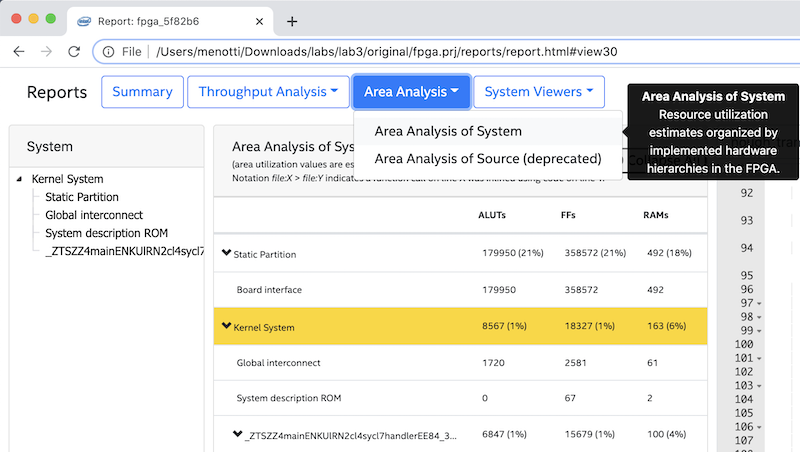 Report: fpga_5f82b6
File /Users/menotti/Downloads/labs/lab3/original/fpga.prj/reports/report.html#view30
Reports Summary Throughput Analysis Area Analysis System Viewers
Area Analysis of System
Area Analysis of Source (deprecated)
Area Analysis of System
Resource utilization
estimates organized by
implemented hardware
hierarchies in the FPGA.
System
Kernel System
Static Partition
Global interconnect
System description ROM
_ZTSZZ4mainENKUlRN2cl4sycl7
Area Analysis of Sy
(area utilization values are es
Notation file:X > file:Y indicates a function call on line X was inlined using code on line Y.
ALUTs FFs RAMs
Static Partition 179950 (21%) 358572 (21%) 492 (18%)
Board interface 179950 358572 492
Kernel System 8567 (1%) 18327 (1%) 163 (6%)
Global interconnect 1720 2581 61
System description ROM 0 67 2
_ZTSZZ4mainENKUlRN2cl4sycl7handlerEE84_3... 6847 (1%) 15679 (1%) 100 (4%)
92
93
94
95
96
97
98
99
100
101
102
103
104
105
106
107